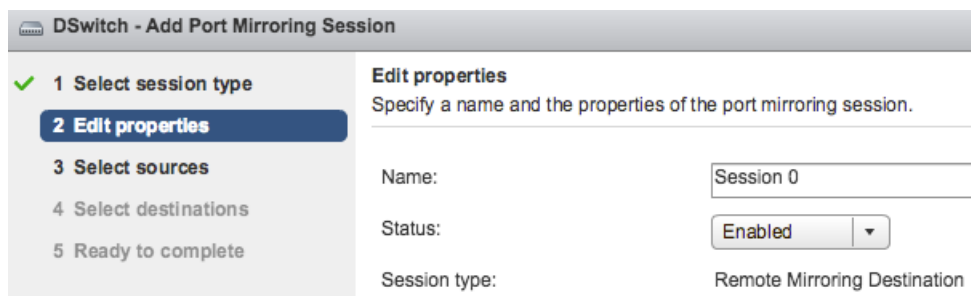 DSwitch - Add Port Mirroring Session
1 Select session type
2 Edit properties
3 Select sources
4 Select destinations
5 Ready to complete
Edit properties
Specify a name and the properties of the port mirroring session.
Name: Session 0
Status: Enabled
Session type: Remote Mirroring Destination